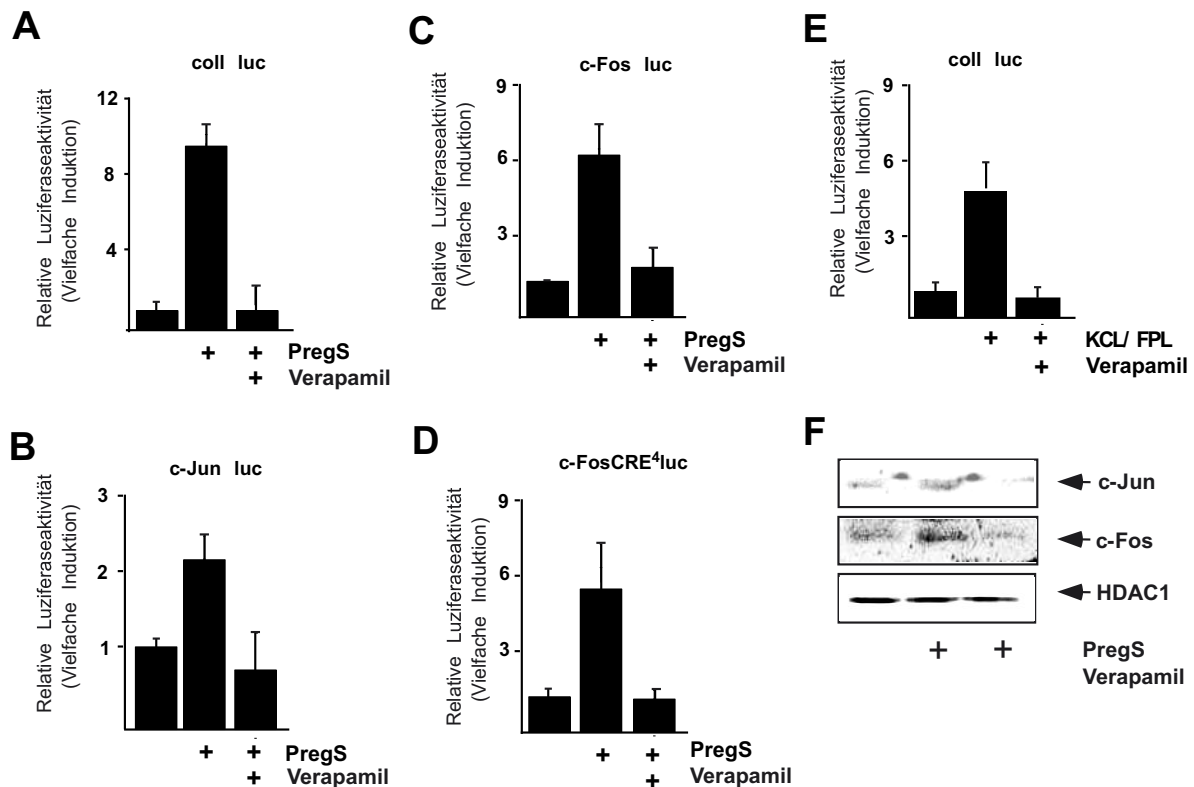 A
coll luc
Relative Luziferaseaktivität
(Vielfache Induktion)
12
8
4
+ + PregS
+ Verapamil
B
c-Jun luc
Relative Luziferaseaktivität
(Vielfache Induktion)
3
2
1
+ + PregS
+ Verapamil
C
c-Fos luc
Relative Luziferaseaktivität
(Vielfache Induktion)
9
6
3
+ + PregS
+ Verapamil
D
c-FosCRE⁴luc
Relative Luziferaseaktivität
(Vielfache Induktion)
9
6
3
+ + PregS
+ Verapamil
E
coll luc
Relative Luziferaseaktivität
(Vielfache Induktion)
9
6
3
+ + KCL/ FPL
+ Verapamil
F
c-Jun
c-Fos
HDAC1
+ + PregS
Verapamil